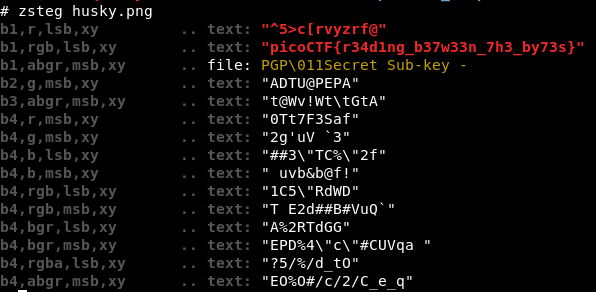 # zsteg husky.png
b1,r,lsb,xy .. text: "^5>c[rvyzrf@"
b1,rgb,lsb,xy .. text: "picoCTF{r34d1ng_b37w33n_7h3_by73s}"
b1,abgr,msb,xy .. file: PGP\011Secret Sub-key -
b2,g,msb,xy .. text: "ADTU@PEPA"
b3,abgr,msb,xy .. text: "t@Wv!Wt\tGtA"
b4,r,msb,xy .. text: "0Tt7F3Saf"
b4,g,msb,xy .. text: "2g'uV `3"
b4,b,lsb,xy .. text: "##3\"TC%\"2f"
b4,b,msb,xy .. text: " uvb&b@f!"
b4,rgb,lsb,xy .. text: "1C5\"RdWD"
b4,rgb,msb,xy .. text: "T E2d##B#VuQ`"
b4,bgr,lsb,xy .. text: "A%2RTdGG"
b4,bgr,msb,xy .. text: "EPD%4\"c\"#CUVqa "
b4,rgba,lsb,xy .. text: "?5/%/d_tO"
b4,abgr,msb,xy .. text: "EO%O#/c/2/C_e_q"